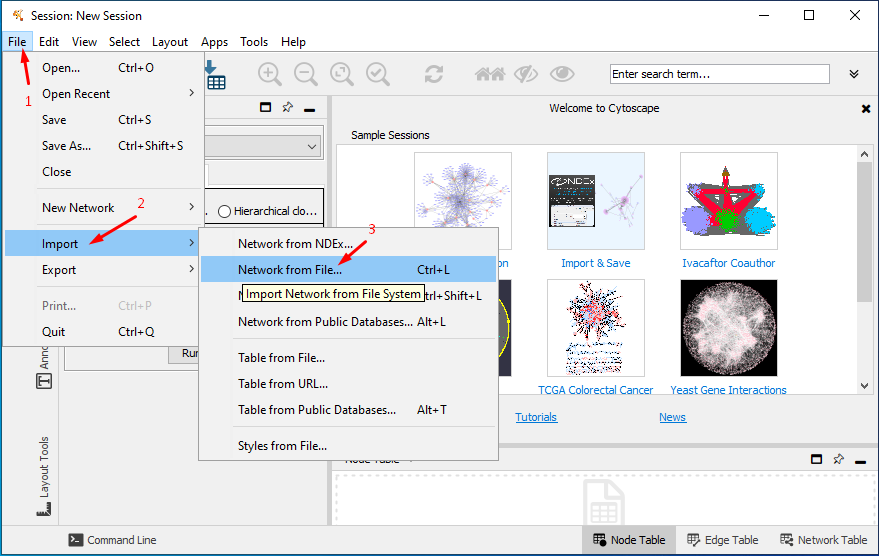 Session: New Session
File Edit View Select Layout Apps Tools Help
1
Open... Ctrl+O
Open Recent
Save Ctrl+S
Save As... Ctrl+Shift+S
Close
New Network
2
Import
Export
Print... Ctrl+P
Quit Ctrl+Q
Enter search term...
Hierarchical clo...
3
Network from NDEx...
Network from File... Ctrl+L
Import Network from File System
Ctrl+Shift+L
Network from Public Databases... Alt+L
Table from File...
Table from URL...
Table from Public Databases... Alt+T
Styles from File...
Welcome to Cytoscape
Sample Sessions
NDEx
Import & Save
Ivacaftor Coauthor
TCGA Colorectal Cancer
Yeast Gene Interactions
Tutorials
News
Layout Tools
Node Table
Command Line
Node Table
Edge Table
Network Table